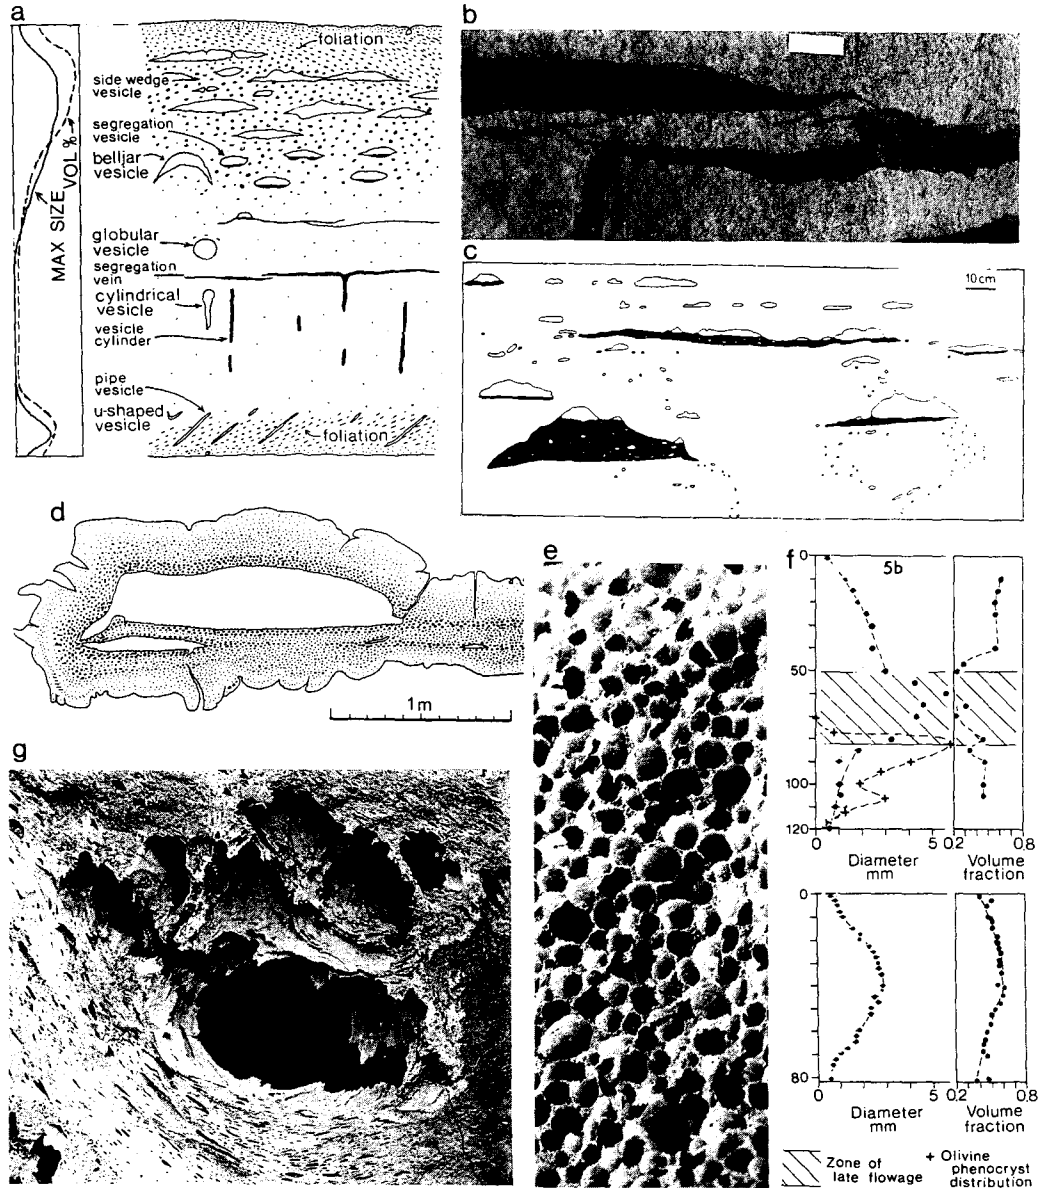 a
foliation
side wedge
vesicle
segregation
vesicle
belljar
vesicle
MAX SIZE
VOL %
globular
vesicle
segregation
vein
cylindrical
vesicle
vesicle
cylinder
pipe
vesicle
u-shaped
vesicle
foliation
b
c
10cm
d
1m
e
f
5b
0
50
100
120
0
5
0.2
0.8
Diameter
mm
Volume
fraction
0
80
0
5
0.2
0.8
Diameter
mm
Volume
fraction
Zone of
late flowage
+ Olivine
phenocryst
distribution
g